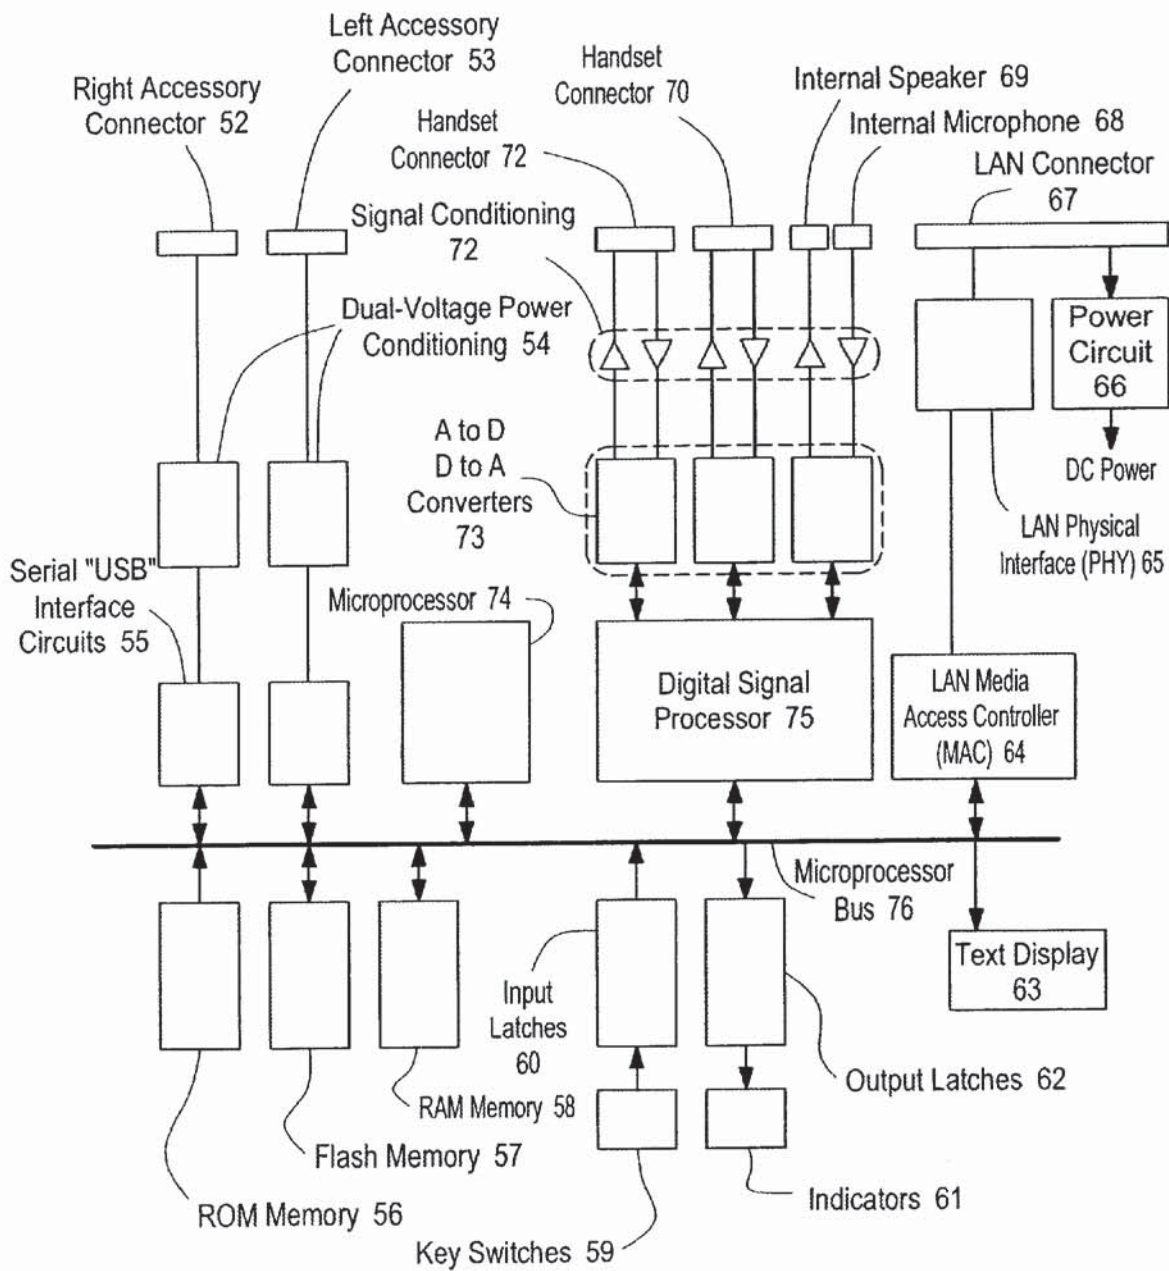 Left Accessory
Connector 53
Right Accessory
Connector 52
Handset
Connector 72
Handset
Connector 70
Internal Speaker 69
Internal Microphone 68
LAN Connector
67
Signal Conditioning
72
Dual-Voltage Power
Conditioning 54
Power
Circuit
66
A to D
D to A
Converters
73
DC Power
LAN Physical
Interface (PHY) 65
Serial "USB"
Interface
Circuits 55
Microprocessor 74
Digital Signal
Processor 75
LAN Media
Access Controller
(MAC) 64
Microprocessor
Bus 76
Text Display
63
Input
Latches
60
Output Latches 62
RAM Memory 58
Flash Memory 57
ROM Memory 56
Indicators 61
Key Switches 59